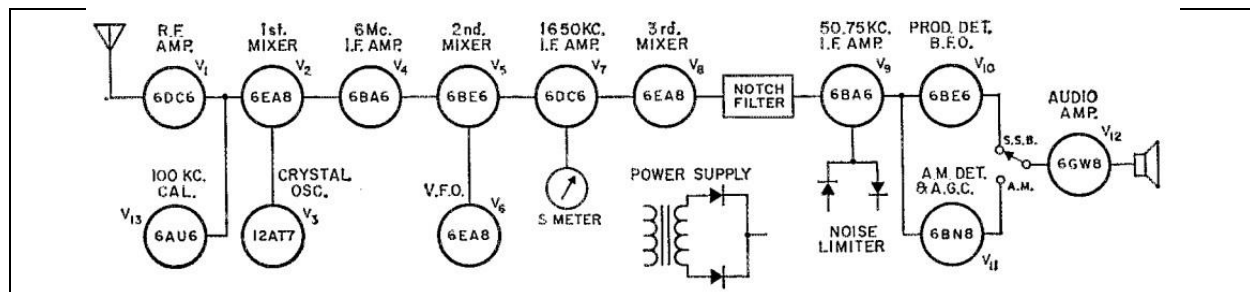 R.F. AMP.
V1
6DC6
1st. MIXER
V2
6EA8
6Mc. I.F. AMP.
V4
6BA6
2nd. MIXER
V5
6BE6
1650KC. I.F. AMP.
V7
6DC6
3rd. MIXER
V8
6EA8
NOTCH FILTER
50.75KC. I.F. AMP.
V9
6BA6
PROD. DET. B.F.O.
V10
6BE6
AUDIO AMP.
V12
6GW8
S.S.B.
A.M.
100 KC. CAL.
V13
6AU6
CRYSTAL OSC.
V3
12AT7
V.F.O.
V6
6EA8
S METER
POWER SUPPLY
NOISE LIMITER
A.M. DET. & A.G.C.
6BN8
V11